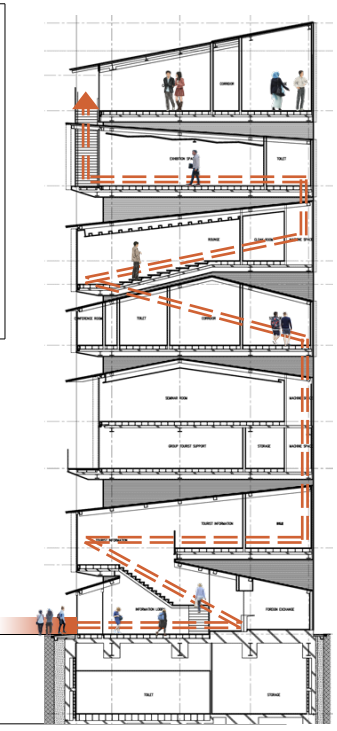 CORRIDOR
EXHIBITION SPACE
TOILET
LOUNGE
MACHINE SPACE
CONFERENCE ROOM
TOILET
CORRIDOR
SEMINAR ROOM
MACHINE SPACE
GROUP TOURIST SUPPORT
STORAGE
MACHINE SPACE
TOURIST INFORMATION
TOURIST INFORMATION
INFORMATION LOBBY
FOREIGN EXCHANGE
TOILET
STORAGE